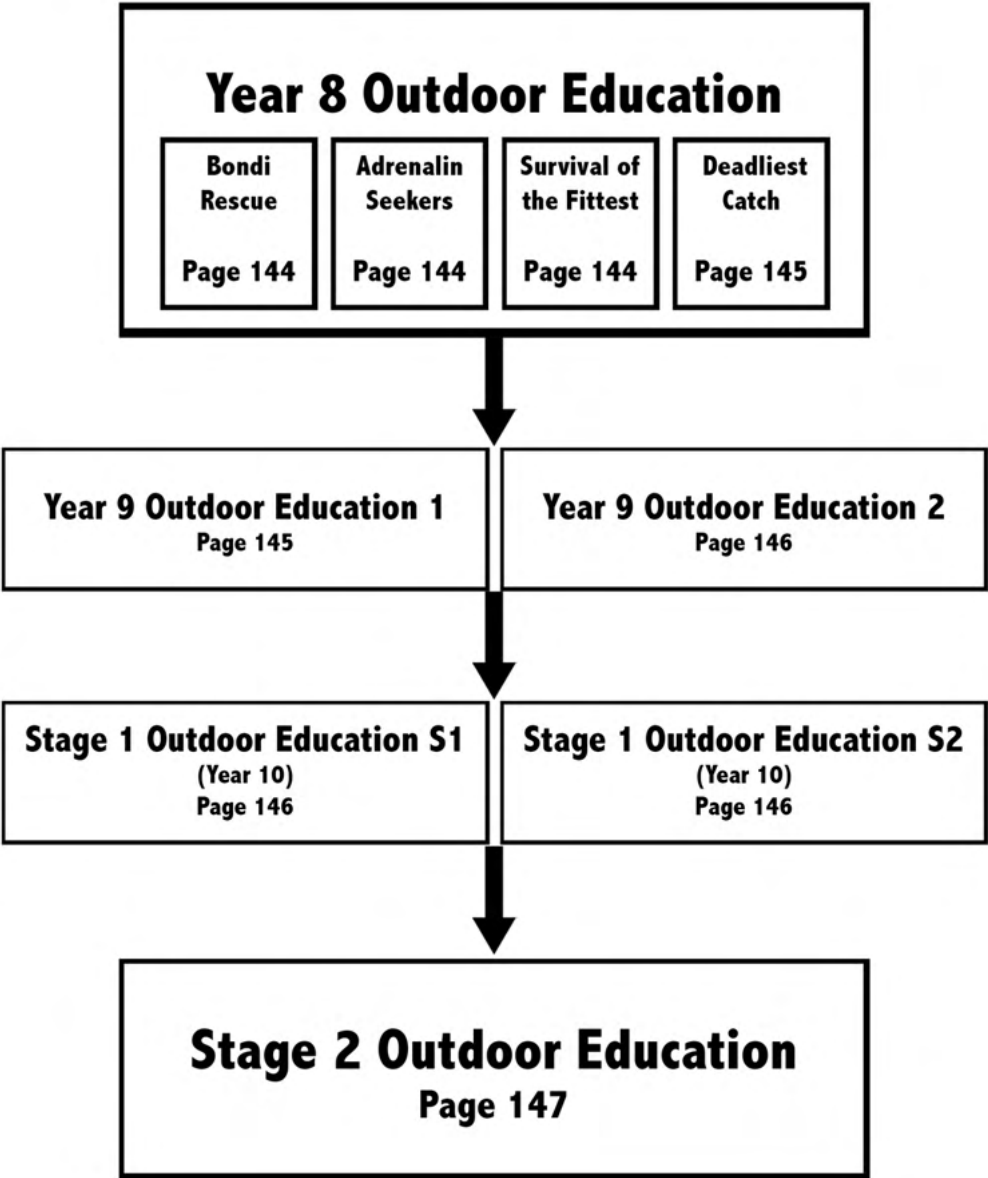 Year 8 Outdoor Education
Bondi
Rescue
Page 144
Adrenalin
Seekers
Page 144
Survival of
the Fittest
Page 144
Deadliest
Catch
Page 145
Year 9 Outdoor Education 1
Page 145
Year 9 Outdoor Education 2
Page 146
Stage 1 Outdoor Education S1
(Year 10)
Page 146
Stage 1 Outdoor Education S2
(Year 10)
Page 146
Stage 2 Outdoor Education
Page 147